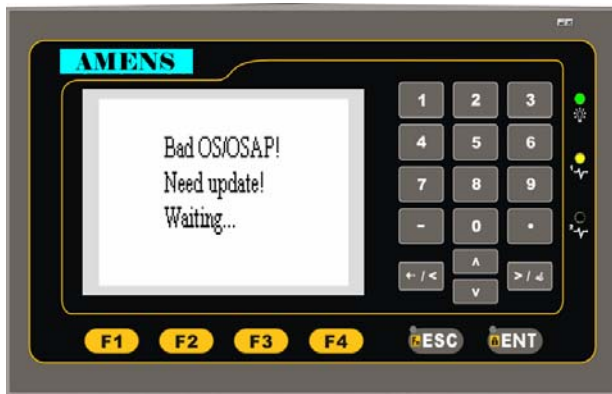 AMENS
Bad OS/OSAP!
Need update!
Waiting...
1 2 3
4 5 6
7 8 9
- 0 .
F1 F2 F3 F4 ESC ENT